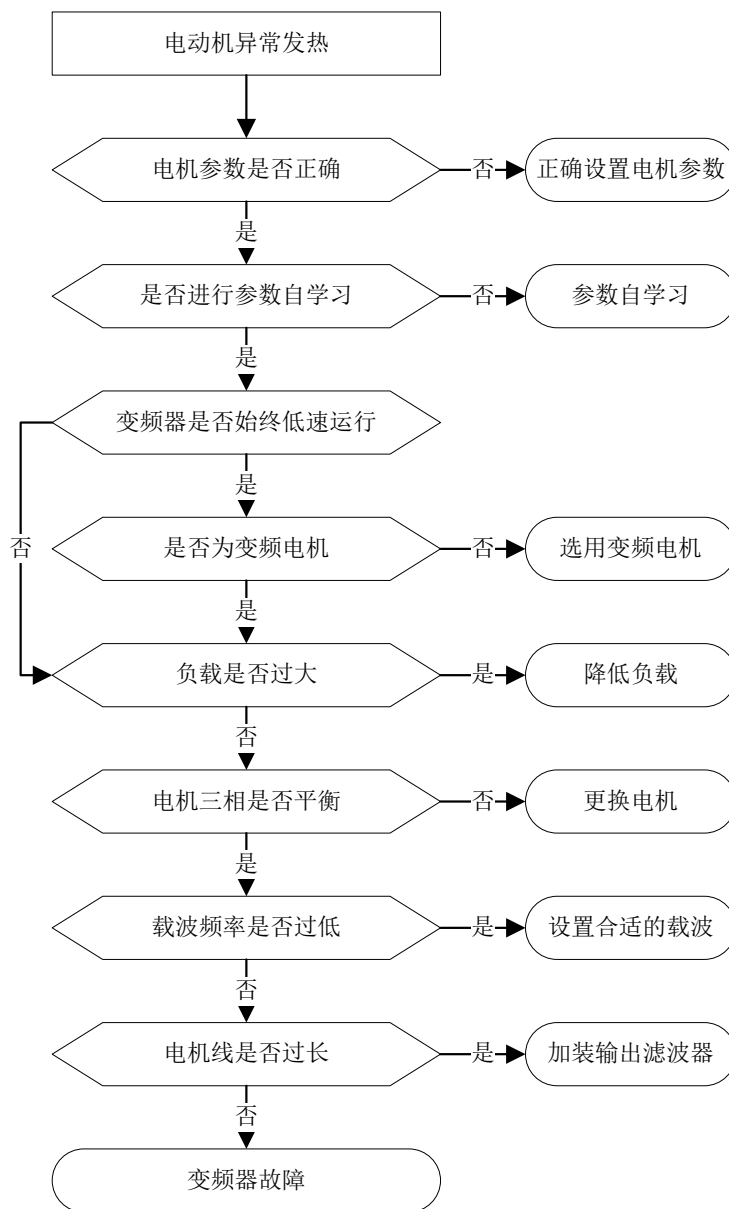 电动机异常发热
电机参数是否正确
否
正确设置电机参数
是
是否进行参数自学习
否
参数自学习
是
变频器是否始终低速运行
是
否
是否为变频电机
否
选用变频电机
是
负载是否过大
是
降低负载
否
电机三相是否平衡
否
更换电机
是
载波频率是否过低
是
设置合适的载波
否
电机线是否过长
是
加装输出滤波器
否
变频器故障